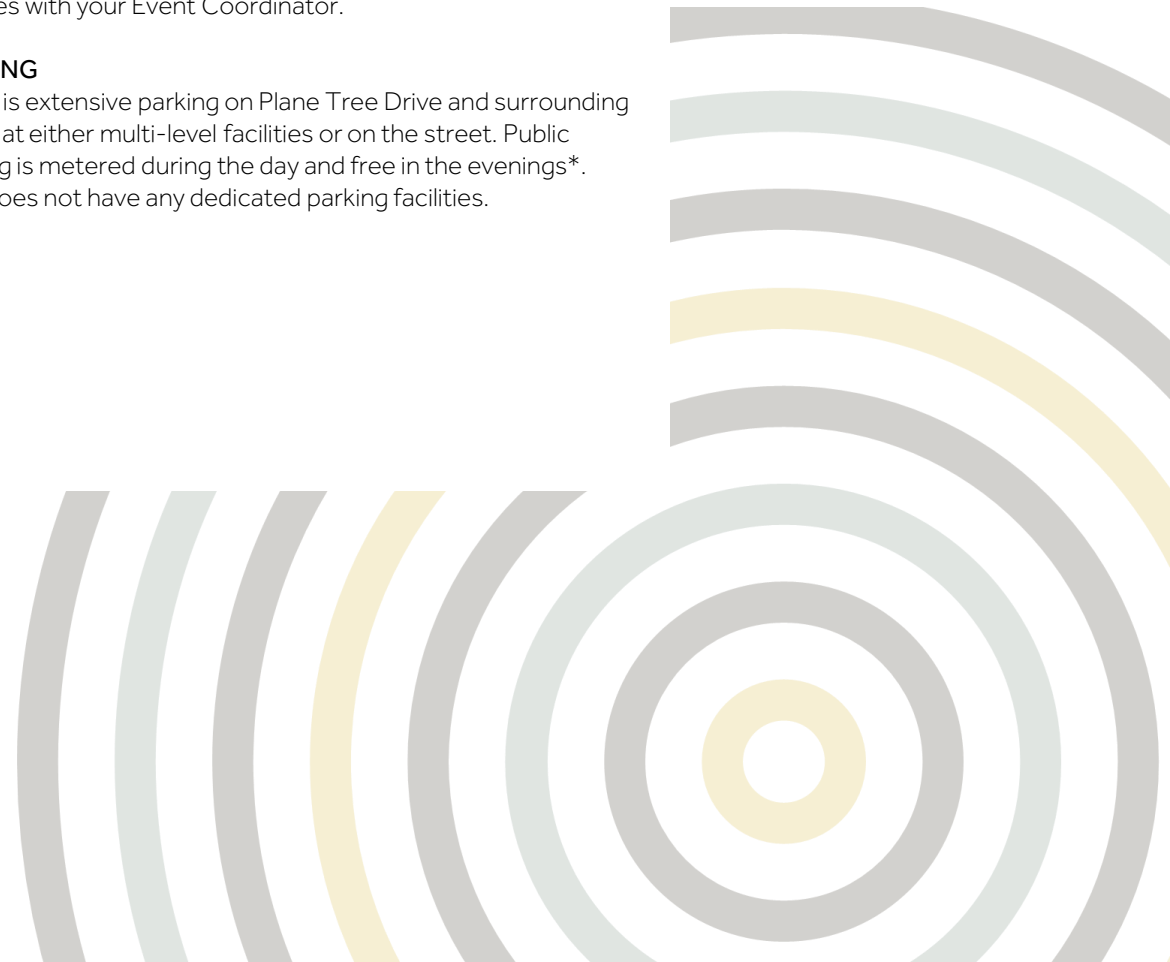 es with your Event Coordinator.
NG
is extensive parking on Plane Tree Drive and surrounding
at either multi-level facilities or on the street. Public
g is metered during the day and free in the evenings*.
oes not have any dedicated parking facilities.